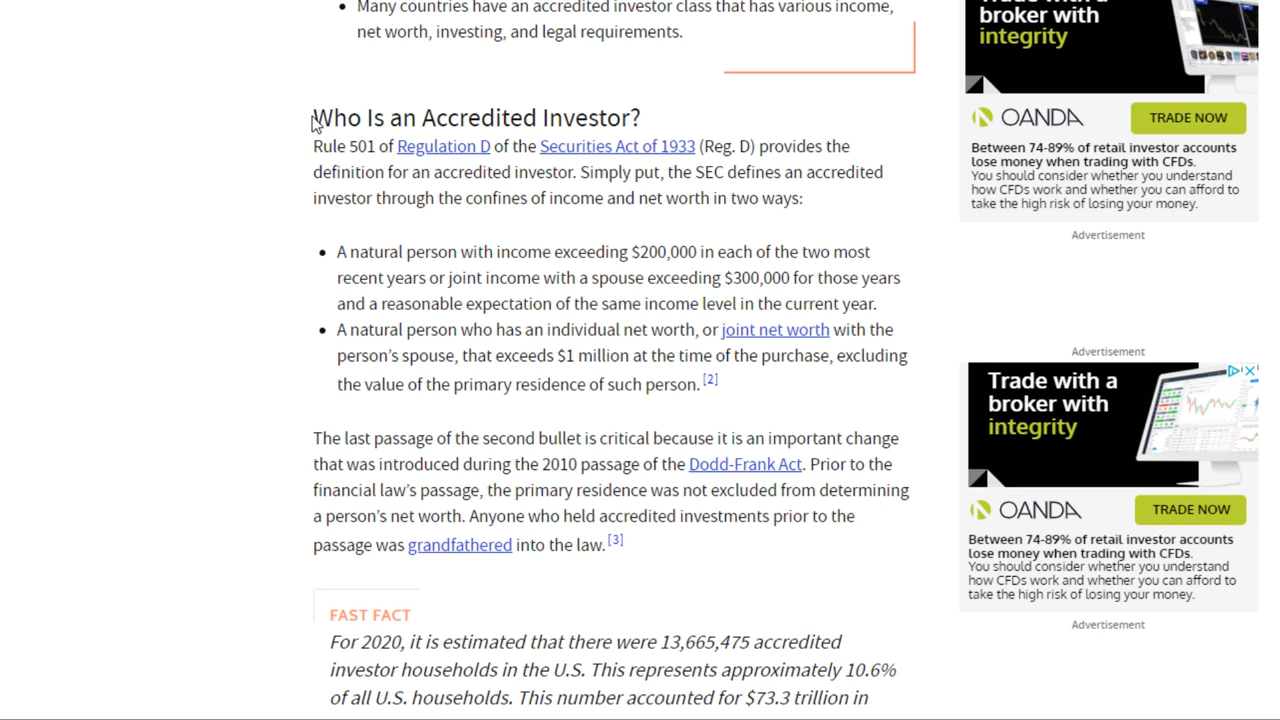 Many countries have an accredited investor class that has various income,
net worth, investing, and legal requirements.
Who Is an Accredited Investor?
Rule 501 of Regulation D of the Securities Act of 1933 (Reg. D) provides the
definition for an accredited investor. Simply put, the SEC defines an accredited
investor through the confines of income and net worth in two ways:
A natural person with income exceeding $200,000 in each of the two most
recent years or joint income with a spouse exceeding $300,000 for those years
and a reasonable expectation of the same income level in the current year.
A natural person who has an individual net worth, or joint net worth with the
person's spouse, that exceeds $1 million at the time of the purchase, excluding
the value of the primary residence of such person. [2]
The last passage of the second bullet is critical because it is an important change
that was introduced during the 2010 passage of the Dodd-Frank Act. Prior to the
financial law's passage, the primary residence was not excluded from determining
a person's net worth. Anyone who held accredited investments prior to the
passage was grandfathered into the law. [3]
FAST FACT
For 2020, it is estimated that there were 13,665,475 accredited
investor households in the U.S. This represents approximately 10.6%
of all U.S. households. This number accounted for $73.3 trillion in
broker with
integrity
OANDA
TRADE NOW
Between 74-89% of retail investor accounts
lose money when trading with CFDs.
You should consider whether you understand
how CFDs work and whether you can afford to
take the high risk of losing your money.
Advertisement
Advertisement
Trade with a
broker with
integrity
OANDA
TRADE NOW
Between 74-89% of retail investor accounts
lose money when trading with CFDs.
You should consider whether you understand
how CFDs work and whether you can afford to
take the high risk of losing your money.
Advertisement